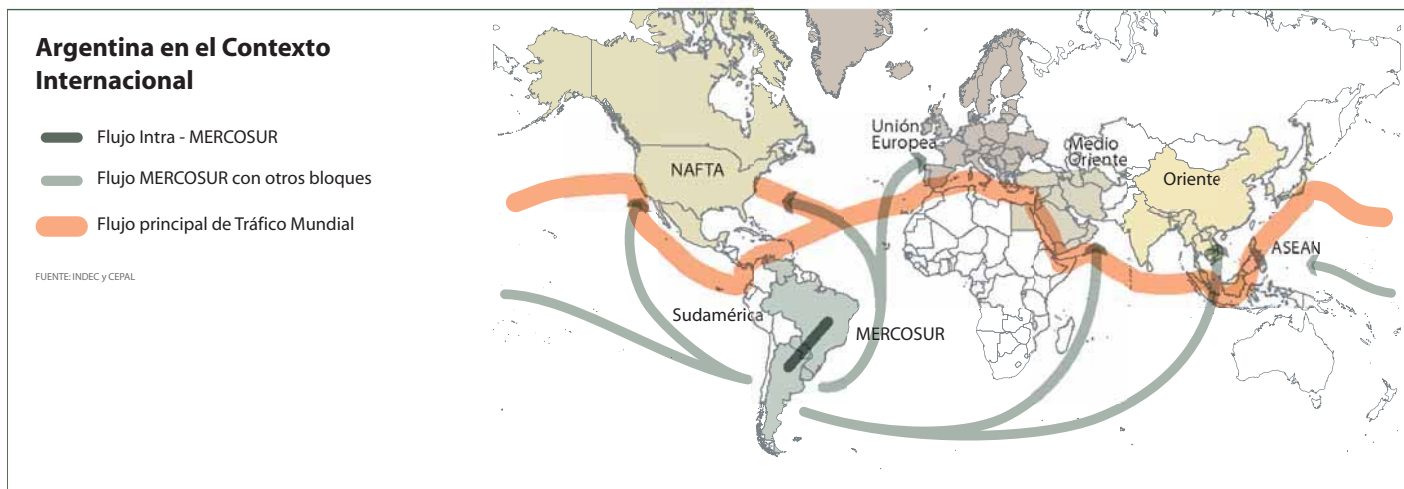 Argentina en el Contexto
Internacional
Flujo Intra - MERCOSUR
Flujo MERCOSUR con otros bloques
Flujo principal de Tráfico Mundial
FUENTE: INDEC y CEPAL
NAFTA
Unión
Europea
Medio
Oriente
Oriente
ASEAN
Sudamérica
MERCOSUR